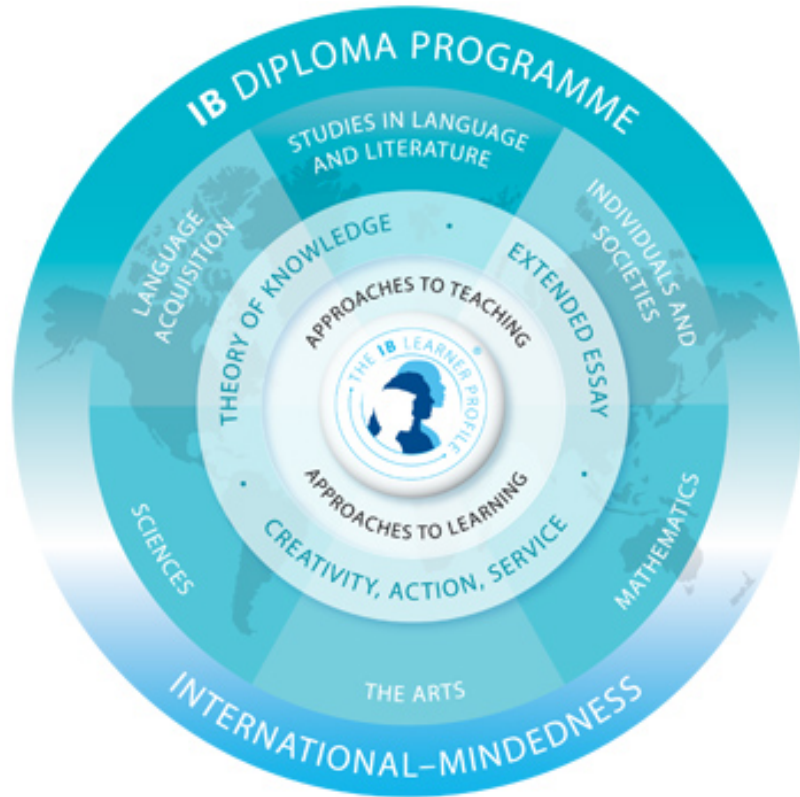 IB DIPLOMA PROGRAMME
STUDIES IN LANGUAGE
AND LITERATURE
LANGUAGE
ACQUISITION
INDIVIDUALS AND
SOCIETIES
THEORY OF KNOWLEDGE
·
EXTENDED ESSAY
APPROACHES TO TEACHING
• THE IB LEARNER PROFILE •
®
APPROACHES TO LEARNING
·
CREATIVITY, ACTION, SERVICE
·
SCIENCES
MATHEMATICS
THE ARTS
INTERNATIONAL–MINDEDNESS